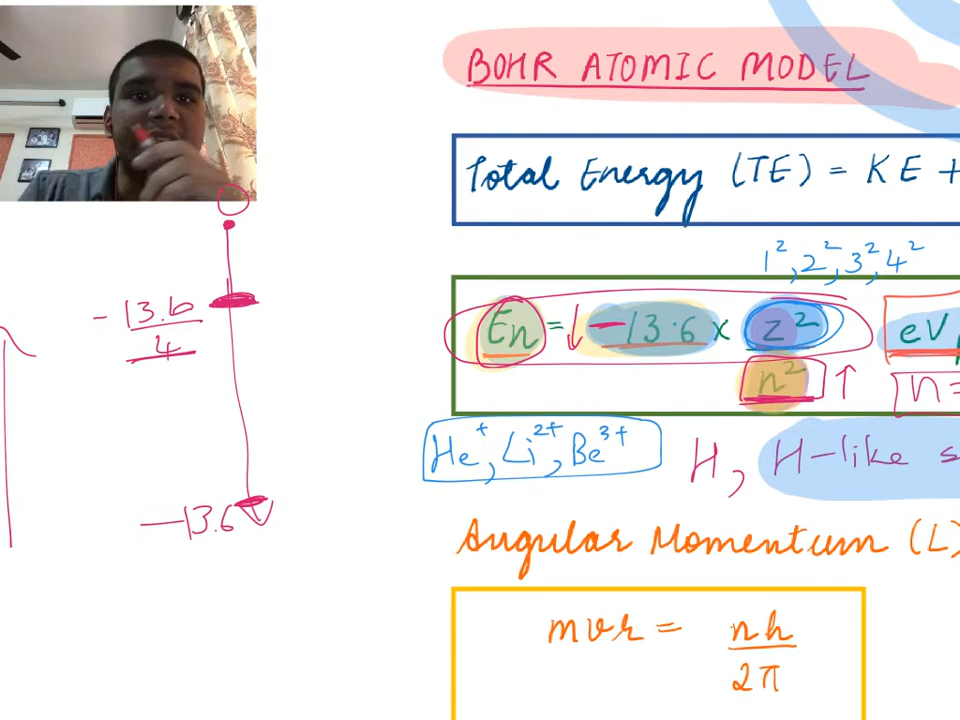 BOHR ATOMIC MODEL
Total Energy (TE) = KE +
1², 2², 3², 4²
En = ↓ -13.6 × z²/n² ↑ eV
n =
He⁺, Li²⁺, Be³⁺
H, H-like s
Angular Momentum (L)
mvr = nh/2π
-13.6/4
-13.6